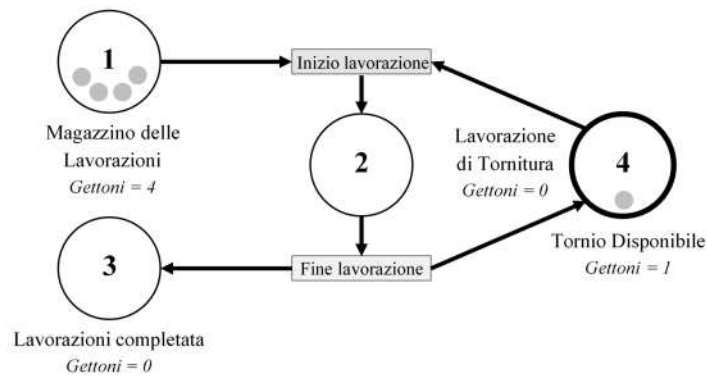 1
Magazzino delle
Lavorazioni
Gettoni = 4
Inizio lavorazione
2
Lavorazione
di Tornitura
Gettoni = 0
4
Tornio Disponibile
Gettoni = 1
3
Lavorazioni completata
Gettoni = 0
Fine lavorazione